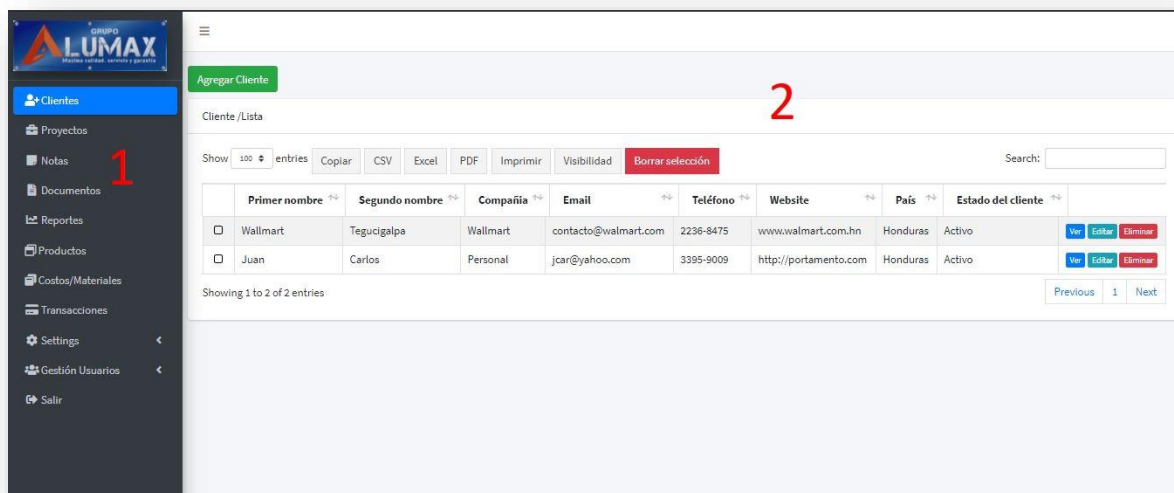 GRUPO
ALUMAX
Máxima calidad, servicio y garantía
Clientes
Proyectos
Notas
1
Documentos
Reportes
Productos
Costos/Materiales
Transacciones
Settings
Gestión Usuarios
Salir
Agregar Cliente
2
Cliente /Lista
Show 100 entries Copiar CSV Excel PDF Imprimir Visibilidad Borrar selección Search:
Primer nombre Segundo nombre Compañia Email Teléfono Website País Estado del cliente
Wallmart Tegucigalpa Wallmart contacto@walmart.com 2236-8475 www.walmart.com.hn Honduras Activo Ver Editar Eliminar
Juan Carlos Personal jcar@yahoo.com 3395-9009 http://portamento.com Honduras Activo Ver Editar Eliminar
Showing 1 to 2 of 2 entries Previous 1 Next